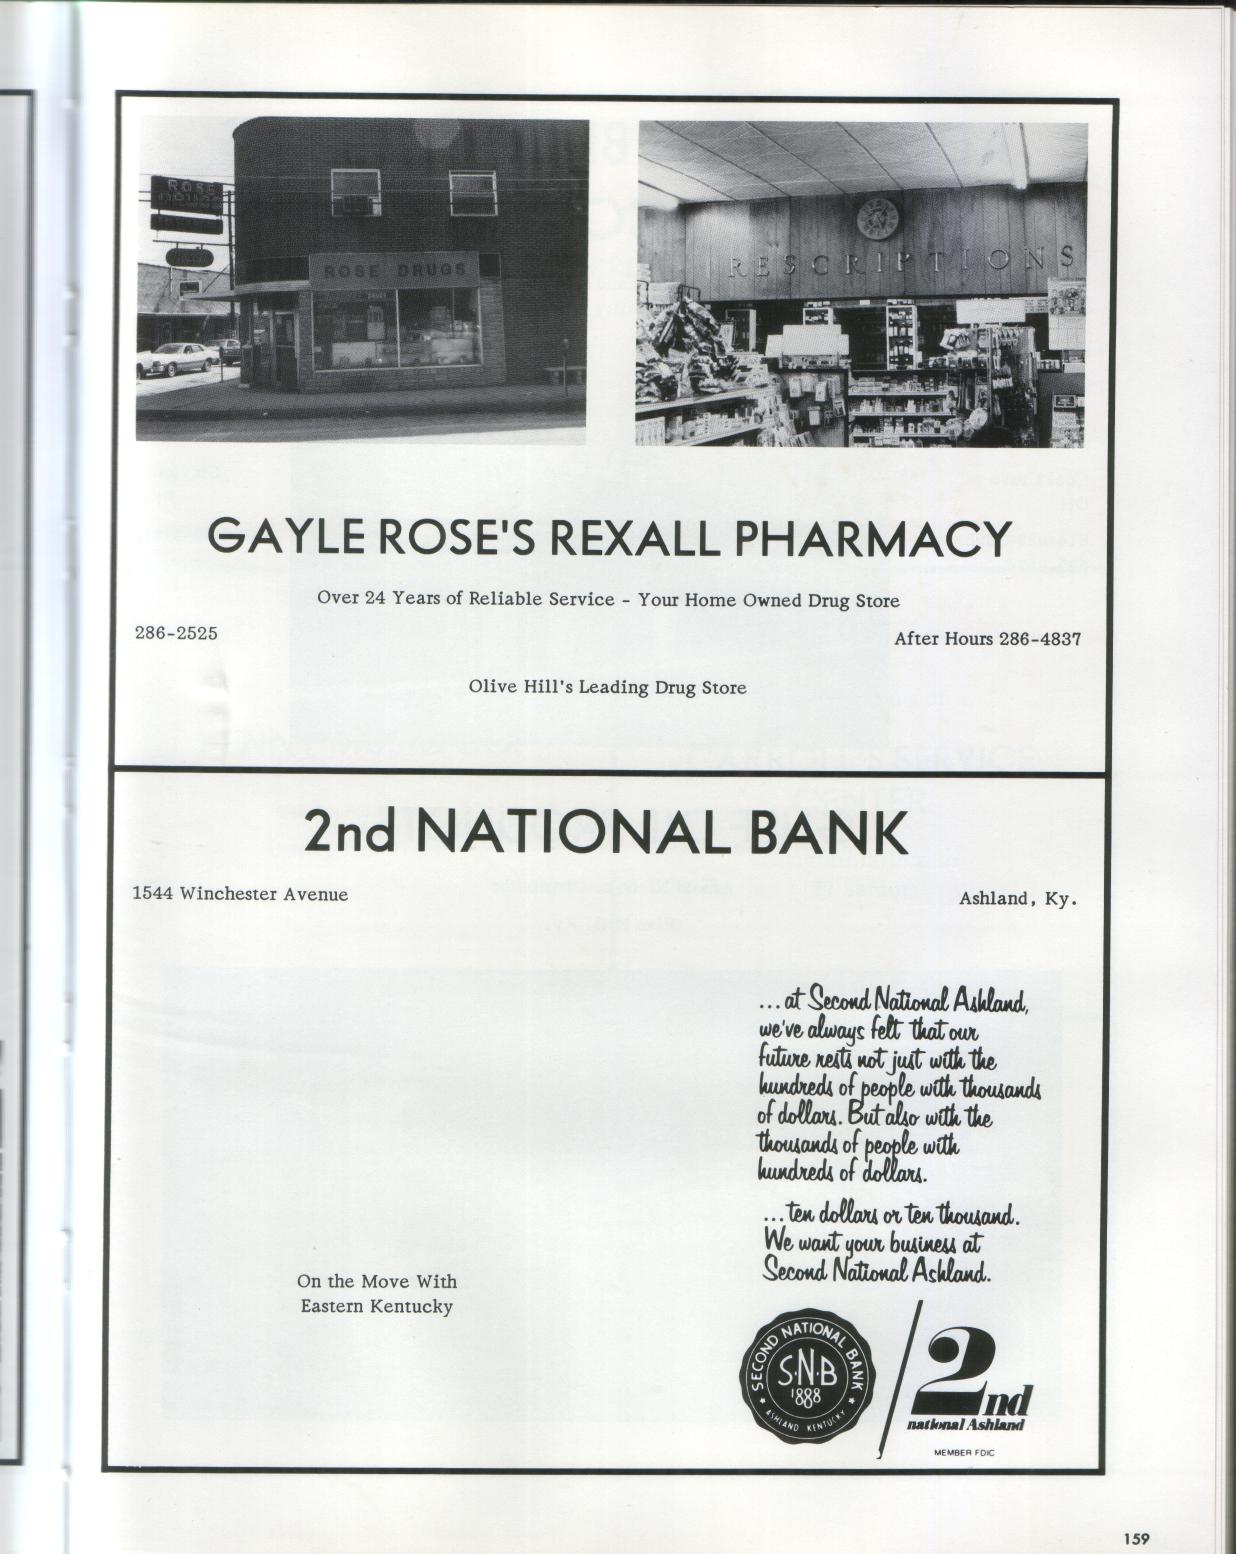 ROSE
DRUGS
ROSE DRUGS
PRESCRIPTIONS
GAYLE ROSE'S REXALL PHARMACY
Over 24 Years of Reliable Service - Your Home Owned Drug Store
286-2525
After Hours 286-4837
Olive Hill's Leading Drug Store
2nd NATIONAL BANK
1544 Winchester Avenue
Ashland, Ky.
...at Second National Ashland,
we've always felt that our
future rests not just with the
hundreds of people with thousands
of dollars. But also with the
thousands of people with
hundreds of dollars.
...ten dollars or ten thousand.
We want your business at
Second National Ashland.
On the Move With
Eastern Kentucky
SECOND NATIONAL BANK
S·N·B
1888
ASHLAND KENTUCKY
2nd
national Ashland
MEMBER FDIC
159